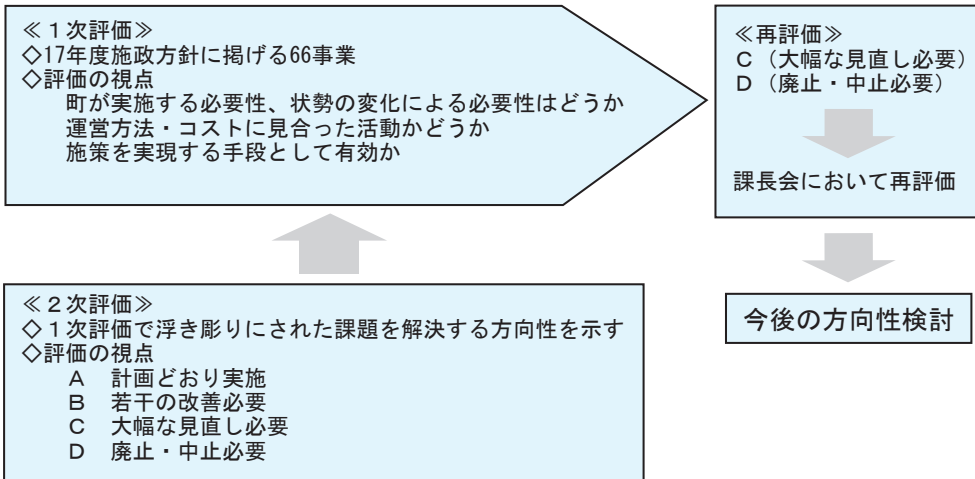 ≪１次評価≫
◇17年度施政方針に掲げる66事業
◇評価の視点
町が実施する必要性、状勢の変化による必要性はどうか
運営方法・コストに見合った活動かどうか
施策を実現する手段として有効か
≪２次評価≫
◇１次評価で浮き彫りにされた課題を解決する方向性を示す
◇評価の視点
Ａ　計画どおり実施
Ｂ　若干の改善必要
Ｃ　大幅な見直し必要
Ｄ　廃止・中止必要
≪再評価≫
Ｃ（大幅な見直し必要）
Ｄ（廃止・中止必要）
課長会において再評価
今後の方向性検討